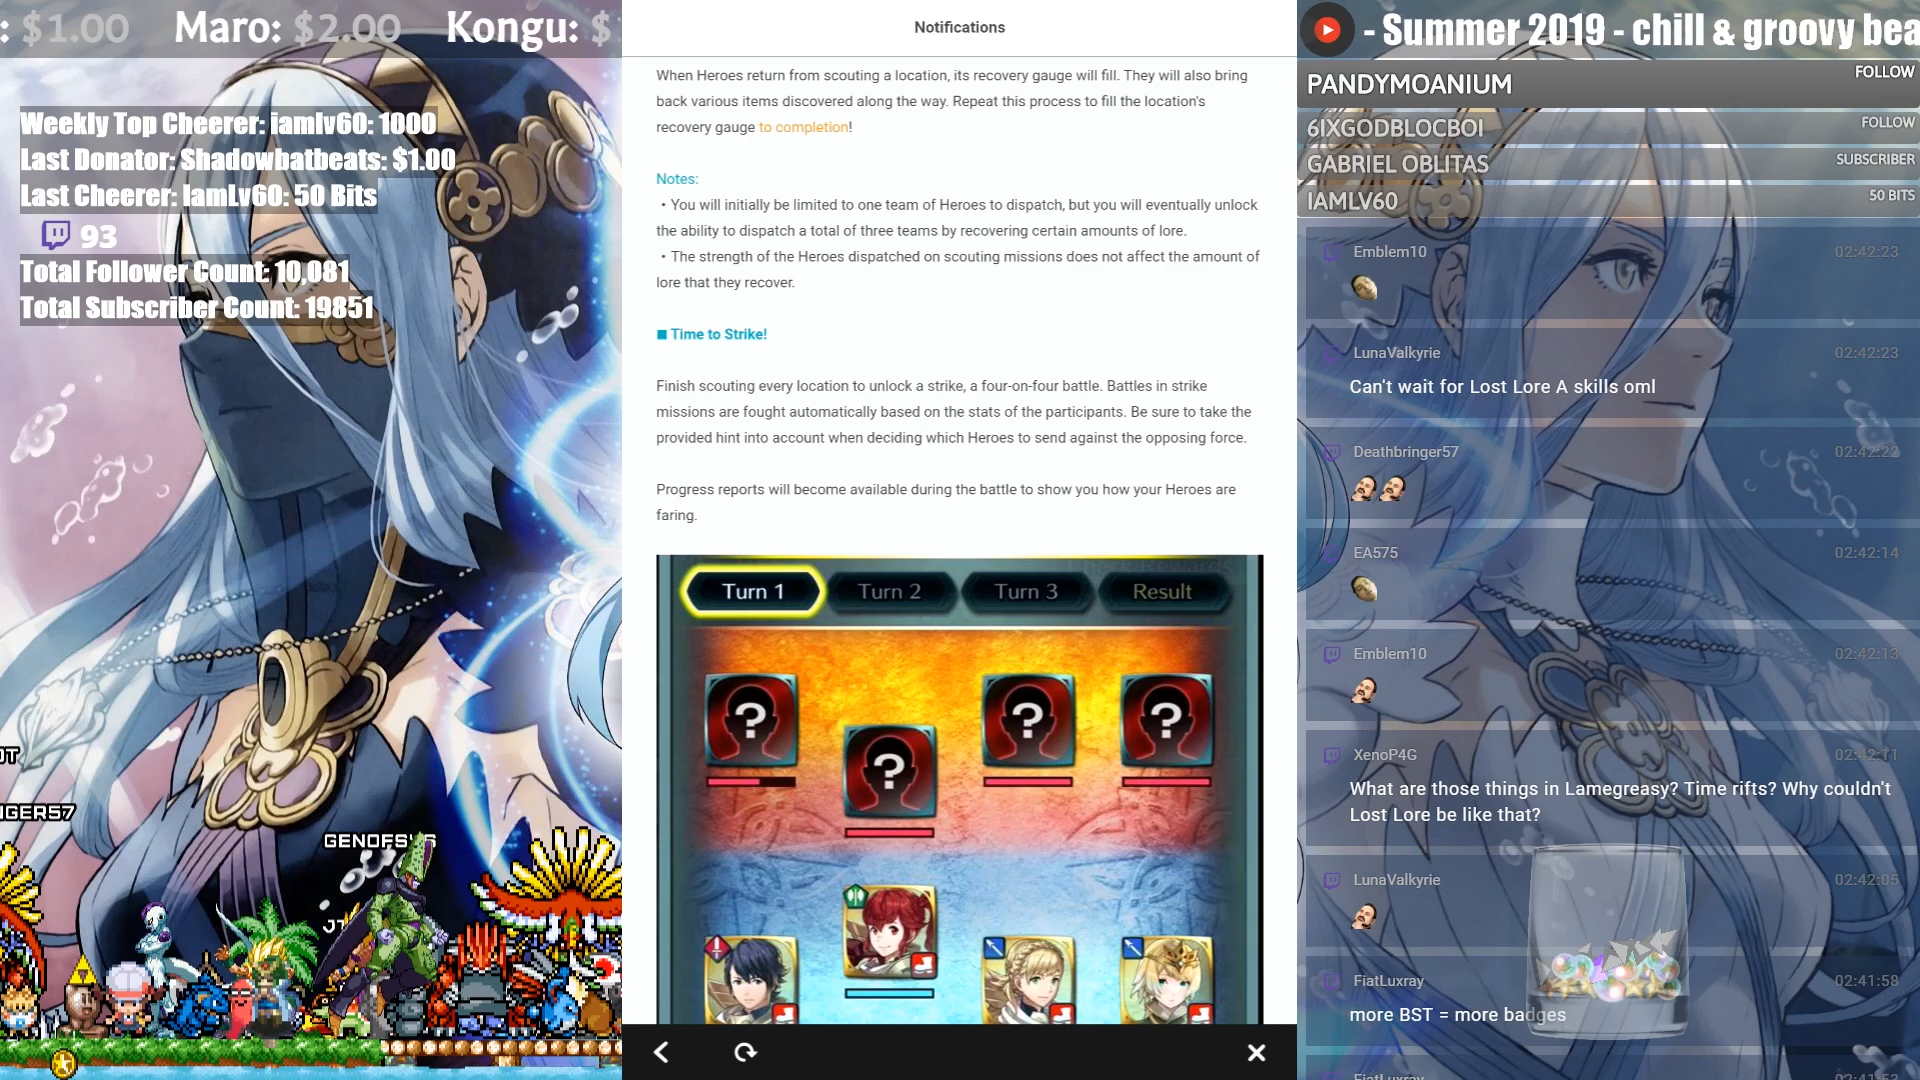 : $1.00 Maro: $2.00 Kongu: $
Weekly Top Cheerer: iamlv60: 1000
Last Donator: Shadowbatbeats: $1.00
Last Cheerer: IamLv60: 50 Bits
93
Total Follower Count: 10,081
Total Subscriber Count: 19851
NGER57
GENOFS
JT
Notifications
When Heroes return from scouting a location, its recovery gauge will fill. They will also bring
back various items discovered along the way. Repeat this process to fill the location's
recovery gauge to completion!
Notes:
・You will initially be limited to one team of Heroes to dispatch, but you will eventually unlock
the ability to dispatch a total of three teams by recovering certain amounts of lore.
・The strength of the Heroes dispatched on scouting missions does not affect the amount of
lore that they recover.
■ Time to Strike!
Finish scouting every location to unlock a strike, a four-on-four battle. Battles in strike
missions are fought automatically based on the stats of the participants. Be sure to take the
provided hint into account when deciding which Heroes to send against the opposing force.
Progress reports will become available during the battle to show you how your Heroes are
faring.
Check Rewards
Turn 1 Turn 2 Turn 3 Result
? ? ? ?
- Summer 2019 - chill & groovy bea
PANDYMOANIUM FOLLOW
6IXGODBLOCBOI FOLLOW
GABRIEL OBLITAS SUBSCRIBER
IAMLV60 50 BITS
Emblem10 02:42:23
LunaValkyrie 02:42:23
Can't wait for Lost Lore A skills oml
Deathbringer57 02:42:22
EA575 02:42:14
Emblem10 02:42:13
XenoP4G 02:42:11
What are those things in Lamegreasy? Time rifts? Why couldn't
Lost Lore be like that?
LunaValkyrie 02:42:05
FiatLuxray 02:41:58
more BST = more badges
FiatLuxray 02:41:53